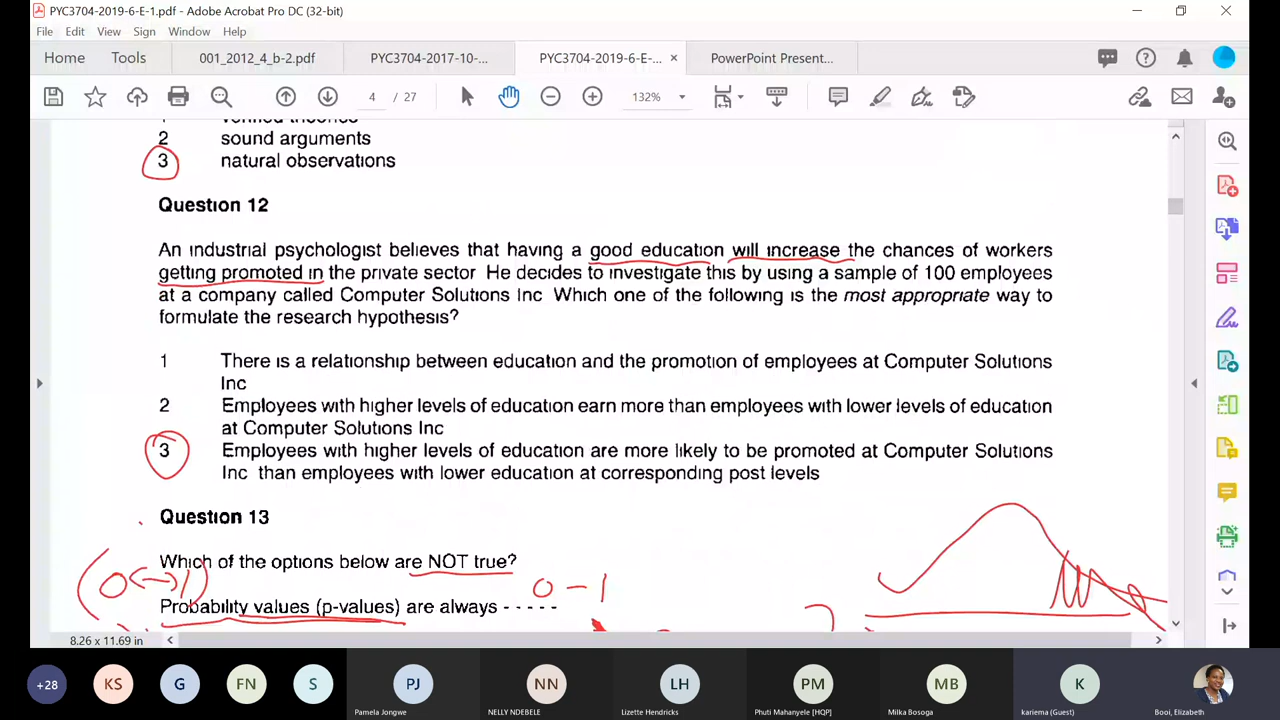 PYC3704-2019-6-E-1.pdf - Adobe Acrobat Pro DC (32-bit)
File Edit View Sign Window Help
Home Tools 001_2012_4_b-2.pdf PYC3704-2017-10-... PYC3704-2019-6-E-... × PowerPoint Present...
4 / 27 132%
2 sound arguments
3 natural observations
Question 12
An industrial psychologist believes that having a good education will increase the chances of workers
getting promoted in the private sector He decides to investigate this by using a sample of 100 employees
at a company called Computer Solutions Inc Which one of the following is the most appropriate way to
formulate the research hypothesis?
1 There is a relationship between education and the promotion of employees at Computer Solutions
Inc
2 Employees with higher levels of education earn more than employees with lower levels of education
at Computer Solutions Inc
3 Employees with higher levels of education are more likely to be promoted at Computer Solutions
Inc than employees with lower education at corresponding post levels
Question 13
Which of the options below are NOT true?
0 ↔ 1
0 – 1
Probability values (p-values) are always - - - - -
8.26 x 11.69 in
+28 KS G FN S PJ NN LH PM MB K
Pamela Jongwe NELLY NDEBELE Lizette Hendricks Phuti Mahanyele [HQP] Milka Bosoga kariema (Guest) Booi, Elizabeth